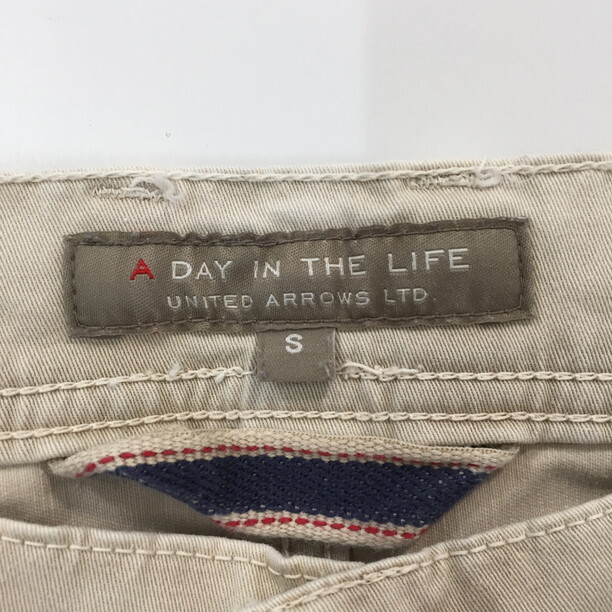 A DAY IN THE LIFE
UNITED ARROWS LTD.
S